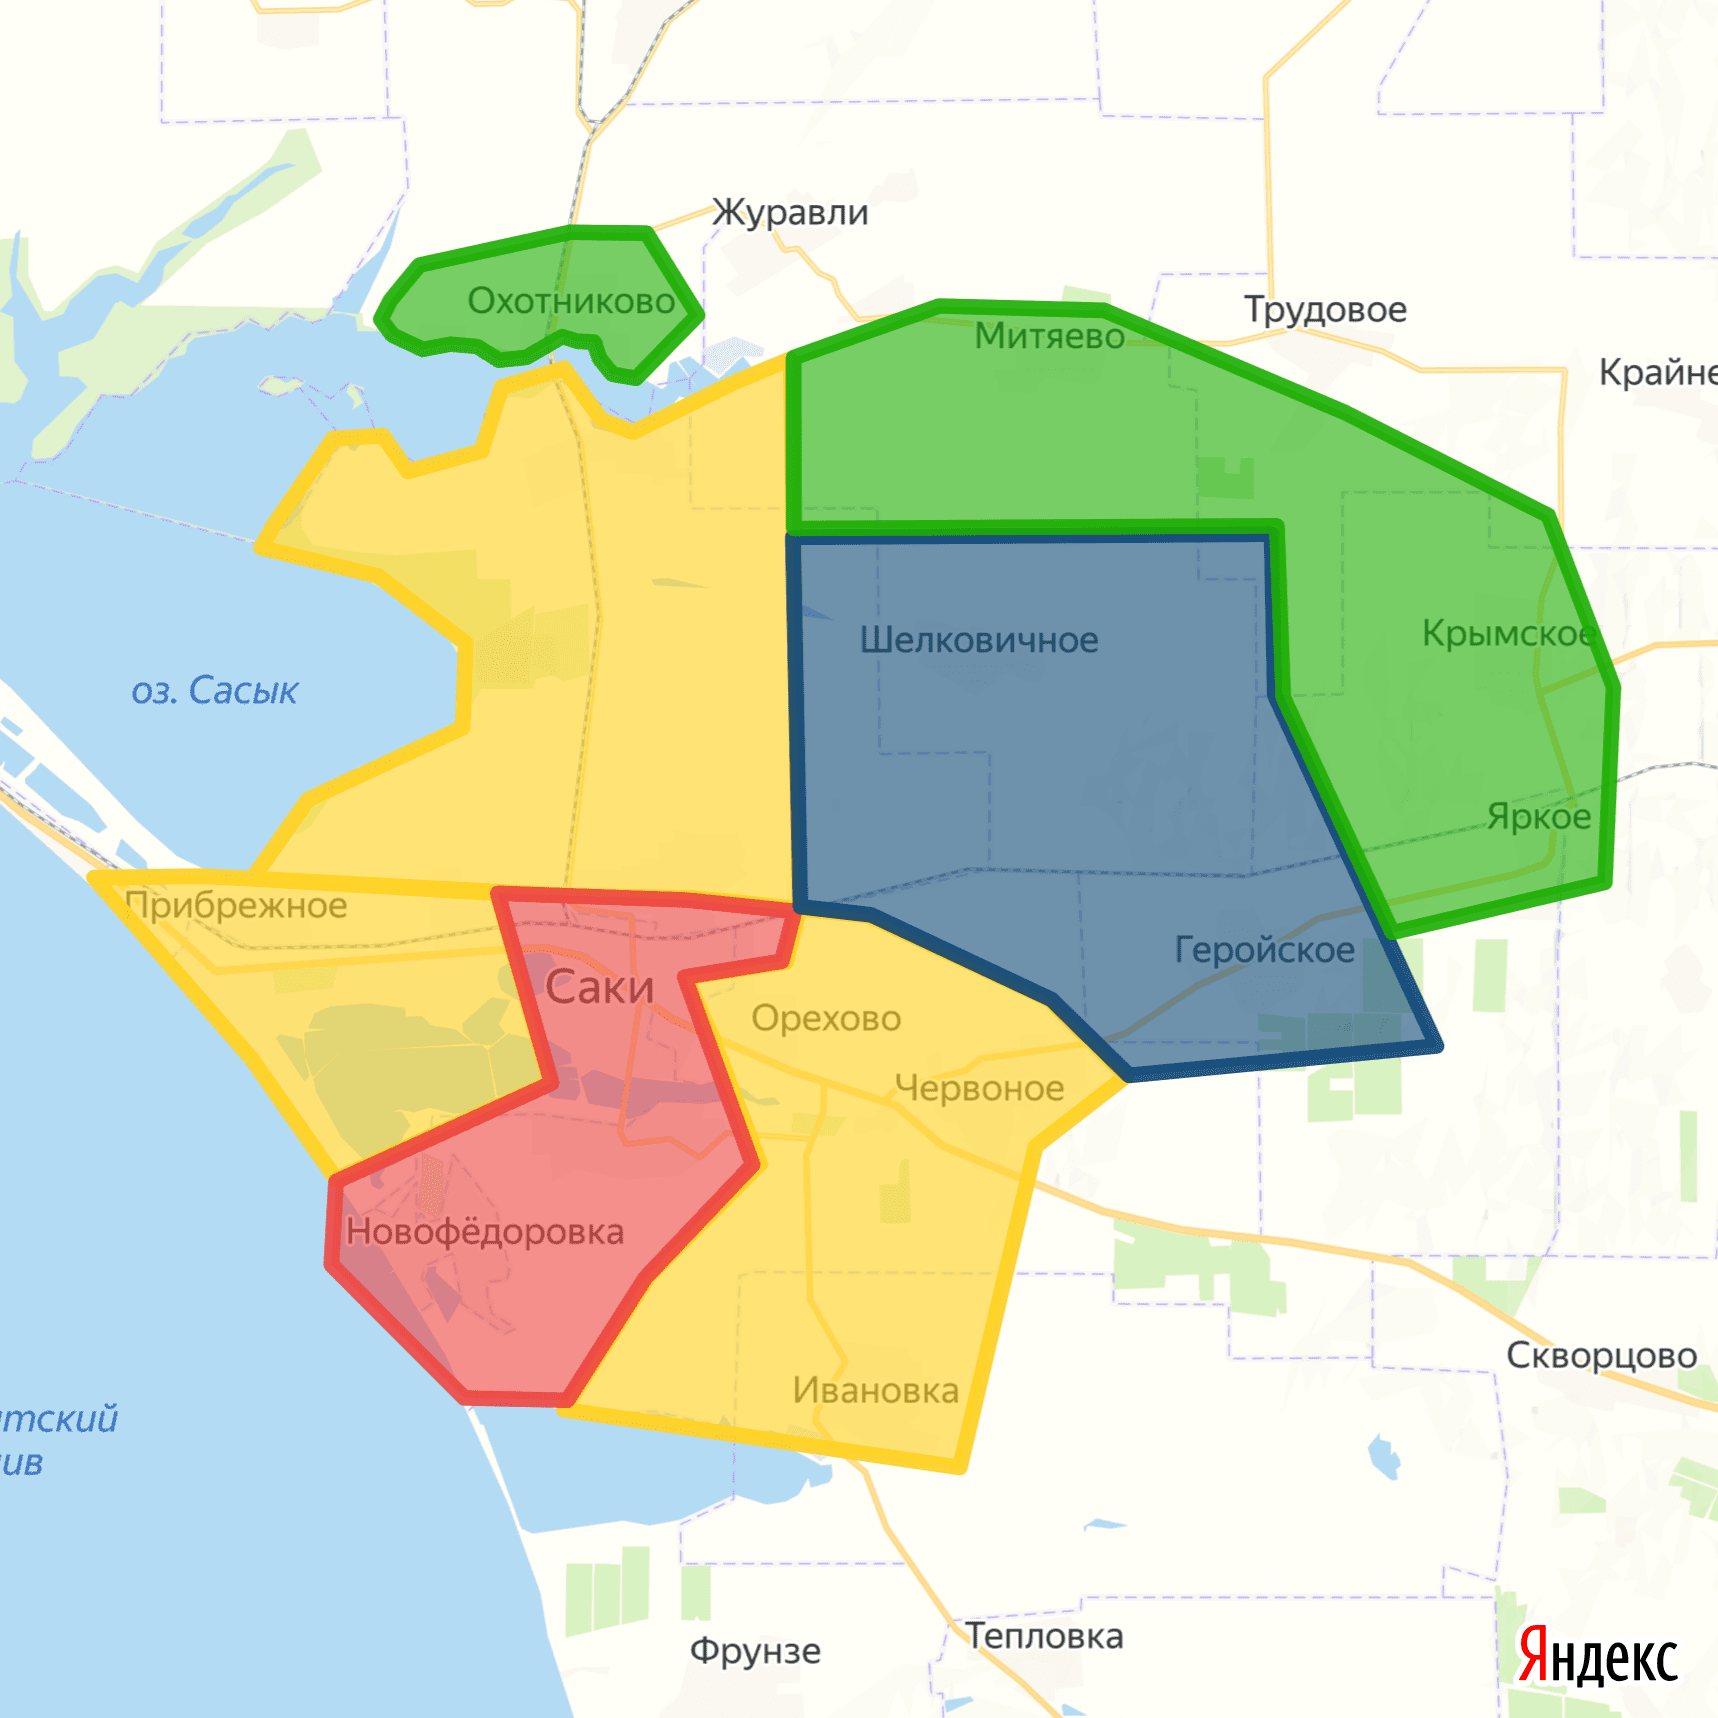 Журавли
Охотниково
Трудовое
Митяево
Крайне
Крымское
Шелковичное
оз. Сасык
Яркое
Прибрежное
Геройское
Саки
Орехово
Червоное
Новофёдоровка
Скворцово
Ивановка
тский
ив
Тепловка
Фрунзе
Яндекс